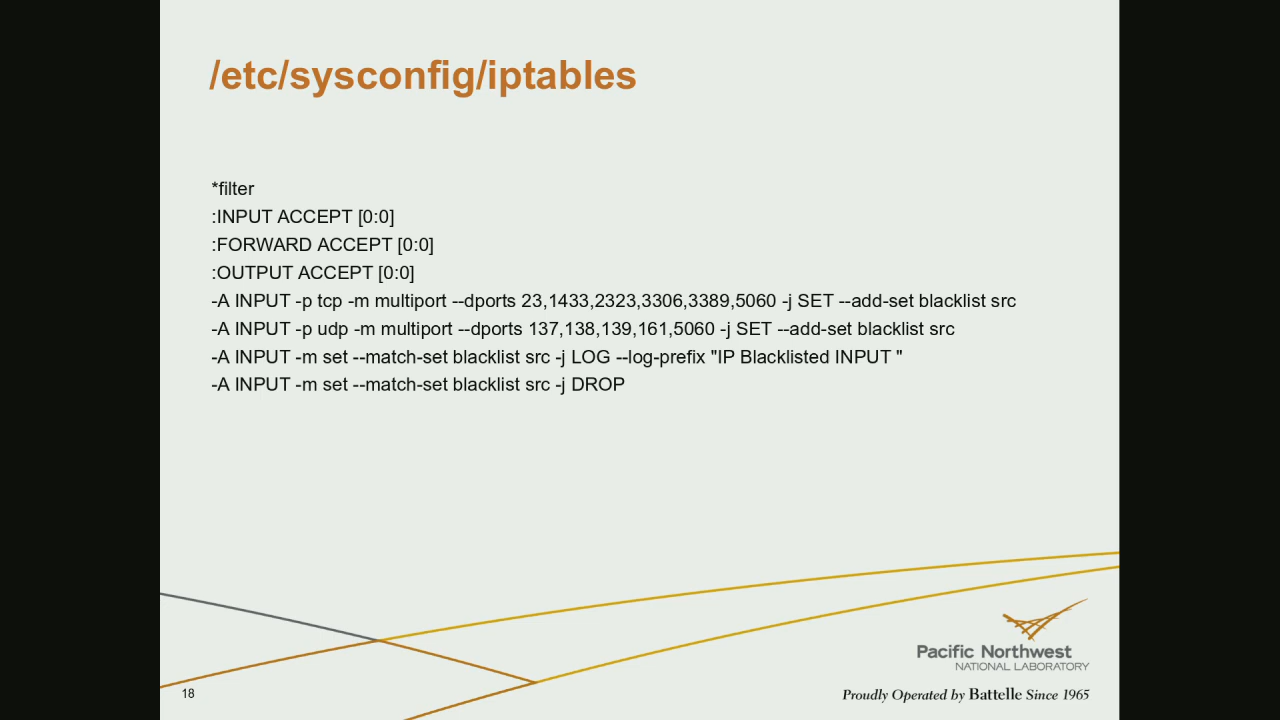 /etc/sysconfig/iptables
*filter
:INPUT ACCEPT [0:0]
:FORWARD ACCEPT [0:0]
:OUTPUT ACCEPT [0:0]
-A INPUT -p tcp -m multiport --dports 23,1433,2323,3306,3389,5060 -j SET --add-set blacklist src
-A INPUT -p udp -m multiport --dports 137,138,139,161,5060 -j SET --add-set blacklist src
-A INPUT -m set --match-set blacklist src -j LOG --log-prefix "IP Blacklisted INPUT "
-A INPUT -m set --match-set blacklist src -j DROP
Pacific Northwest
NATIONAL LABORATORY
18
Proudly Operated by Battelle Since 1965